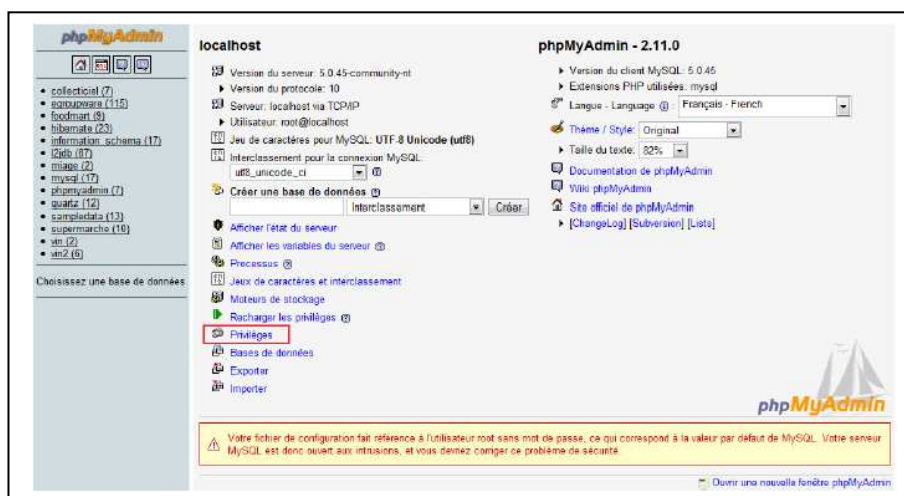 phpMyAdmin
collecticiel (7)
egroupware (115)
foodmart (9)
hibernate (23)
information_schema (17)
l2jdb (87)
miage (2)
mysql (17)
phpmyadmin (7)
quartz (12)
sampledata (13)
supermarche (10)
vin (2)
vin2 (6)
Choisissez une base de données
localhost
Version du serveur: 5.0.45-community-nt
Version du protocole: 10
Serveur: localhost via TCP/IP
Utilisateur: root@localhost
Jeu de caractères pour MySQL: UTF-8 Unicode (utf8)
Interclassement pour la connexion MySQL:
utf8_unicode_ci
Créer une base de données
Interclassement Créer
Afficher l'état du serveur
Afficher les variables du serveur
Processus
Jeux de caractères et interclassement
Moteurs de stockage
Recharger les privilèges
Privilèges
Bases de données
Exporter
Importer
phpMyAdmin - 2.11.0
Version du client MySQL: 5.0.45
Extensions PHP utilisées: mysql
Langue - Language : Français - French
Thème / Style: Original
Taille du texte: 82%
Documentation de phpMyAdmin
Wiki phpMyAdmin
Site officiel de phpMyAdmin
[ChangeLog] [Subversion] [Lists]
phpMyAdmin
Votre fichier de configuration fait référence à l'utilisateur root sans mot de passe, ce qui correspond à la valeur par défaut de MySQL. Votre serveur
MySQL est donc ouvert aux intrusions, et vous devriez corriger ce problème de sécurité.
Ouvrir une nouvelle fenêtre phpMyAdmin